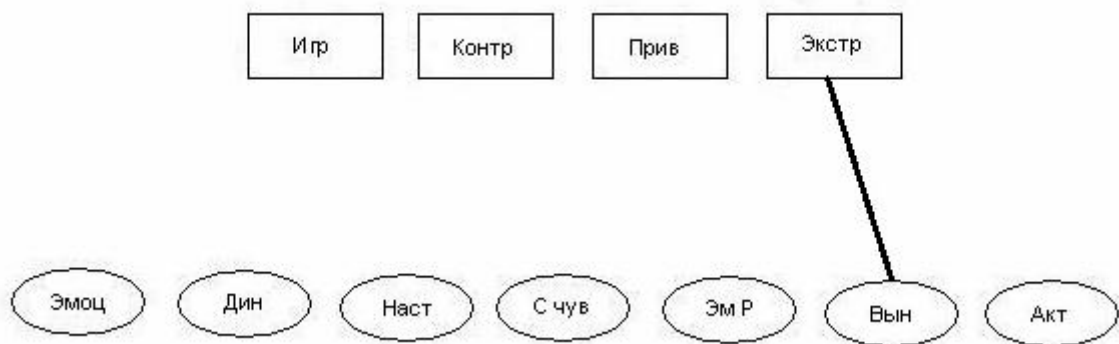 Игр
Контр
Прив
Экстр
Эмоц
Дин
Наст
С чув
Эм Р
Вын
Акт